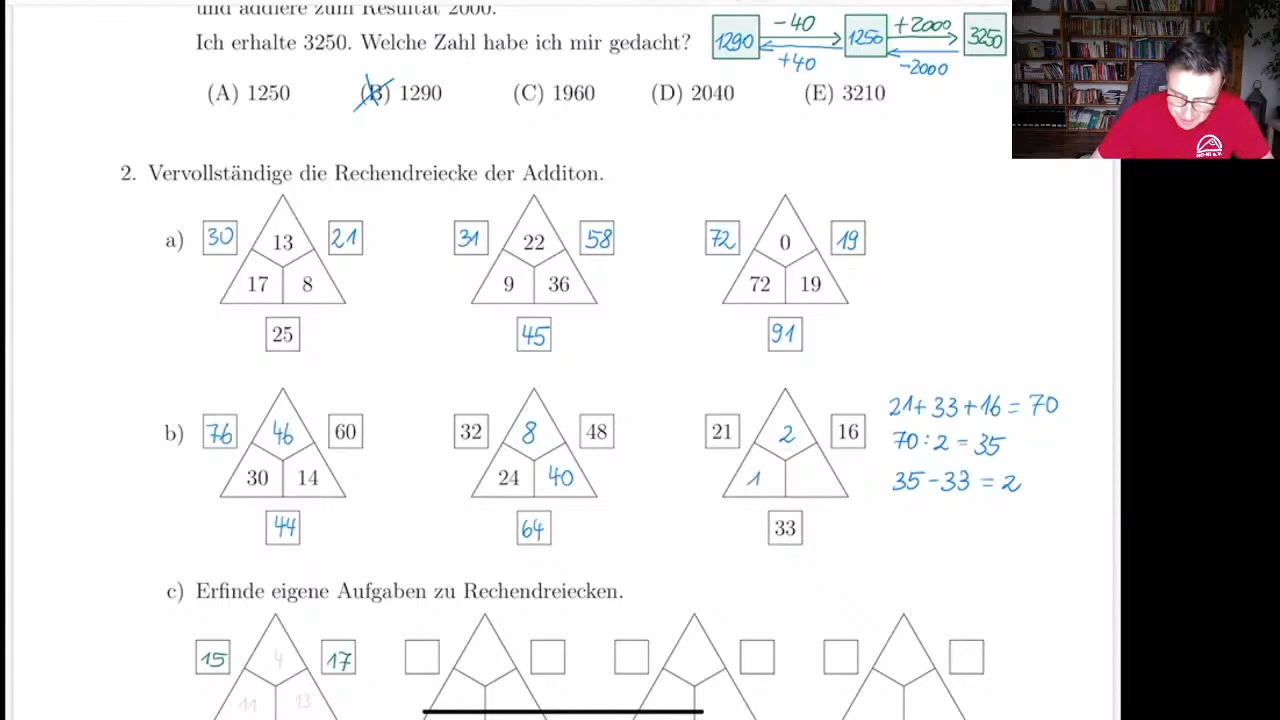 und addiere zum Resultat 2000.
Ich erhalte 3250. Welche Zahl habe ich mir gedacht?
1290 -40 1250 +2000 3250
+40 -2000
(A) 1250 (B) 1290 (C) 1960 (D) 2040 (E) 3210
2. Vervollständige die Rechendreiecke der Additon.
a) 30 13 21 31 22 58 72 0 19
17 8 9 36 72 19
25 45 91
21+33+16=70
b) 76 46 60 32 8 48 21 2 16
70:2=35
30 14 24 40 1
35-33=2
44 64 33
c) Erfinde eigene Aufgaben zu Rechendreiecken.
15 4 17
11 13